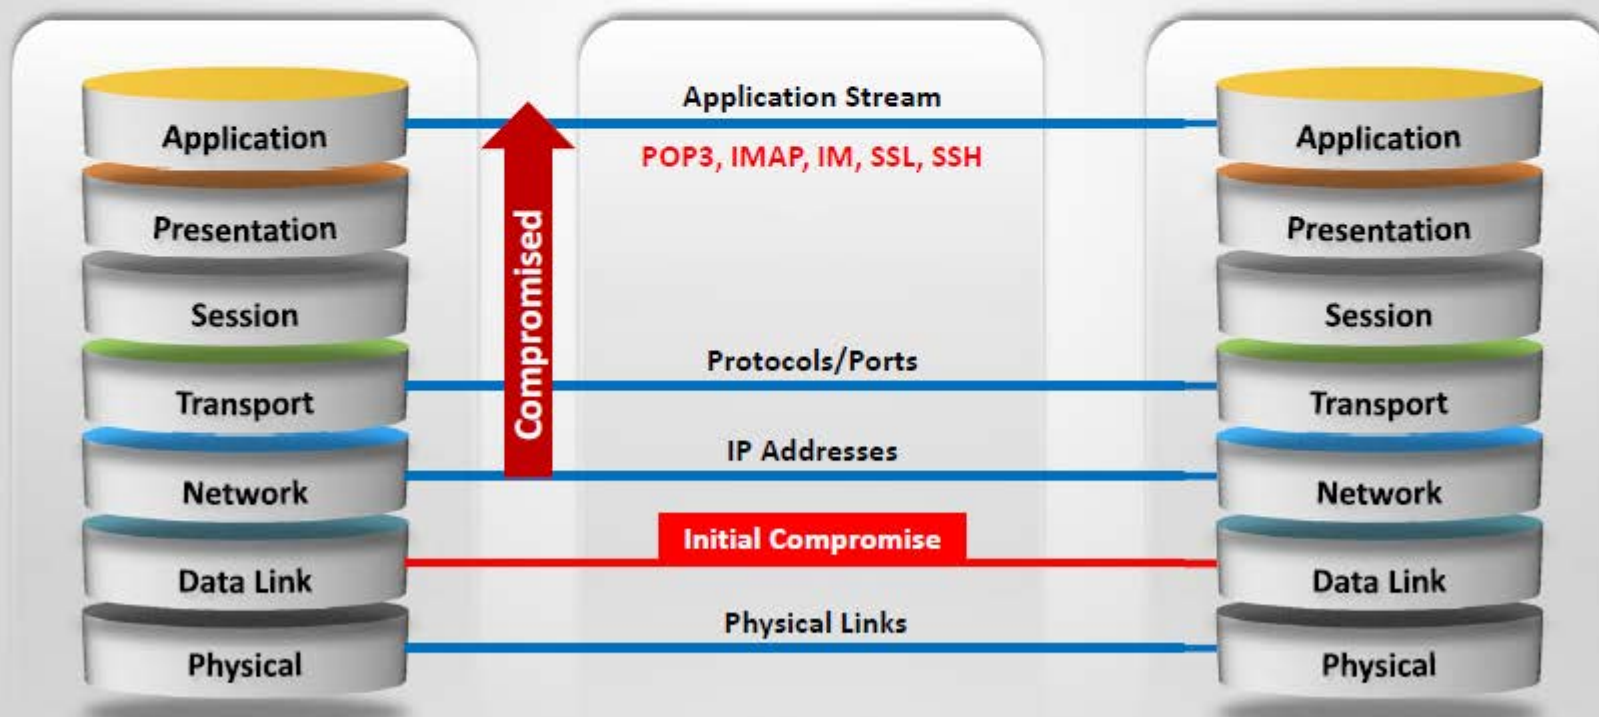 Application
Presentation
Session
Transport
Network
Data Link
Physical
Compromised
Application Stream
POP3, IMAP, IM, SSL, SSH
Protocols/Ports
IP Addresses
Initial Compromise
Physical Links
Application
Presentation
Session
Transport
Network
Data Link
Physical